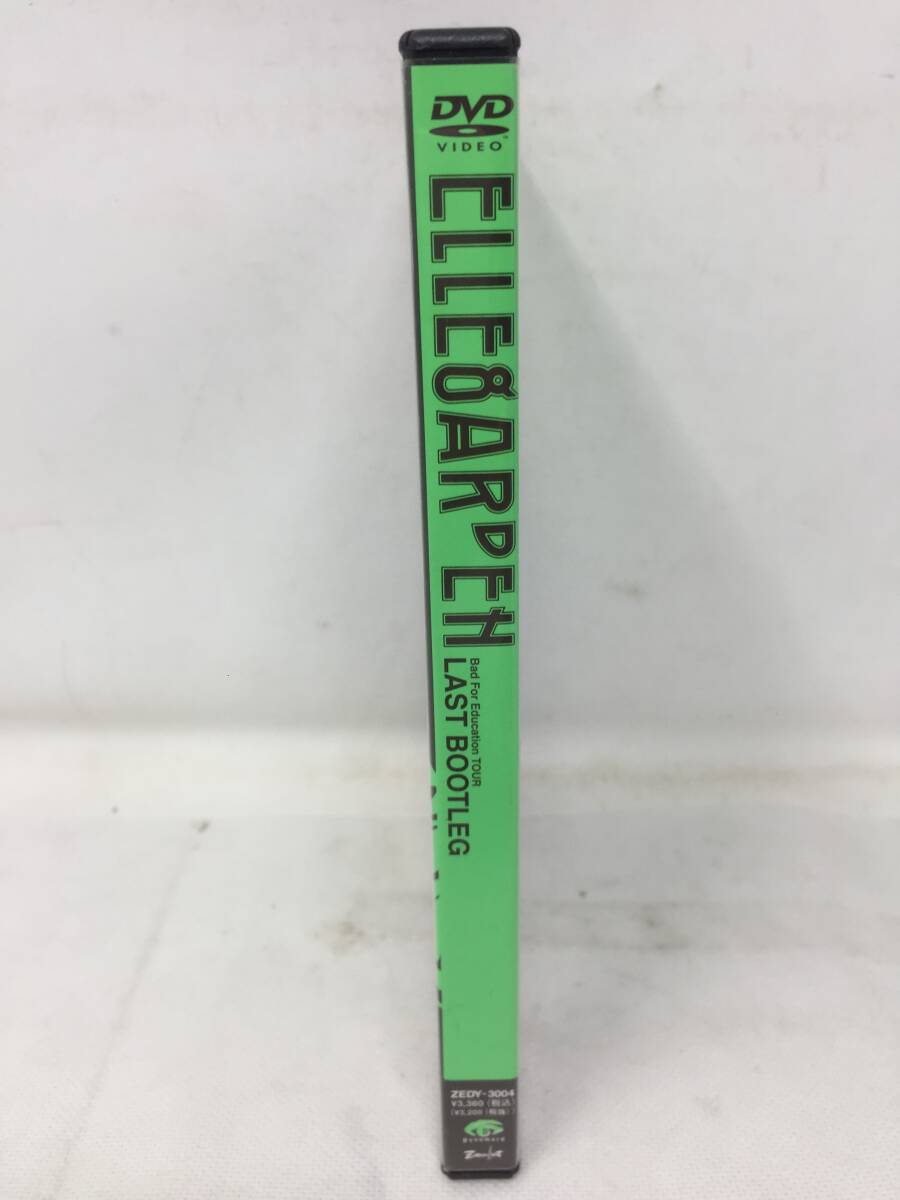 DVD
VIDEO
ELLEGARDEN
Bad For Education TOUR
LAST BOOTLEG
ZEDY-3004
¥3,360(税込)
(¥3,200(税抜))
Dynamord